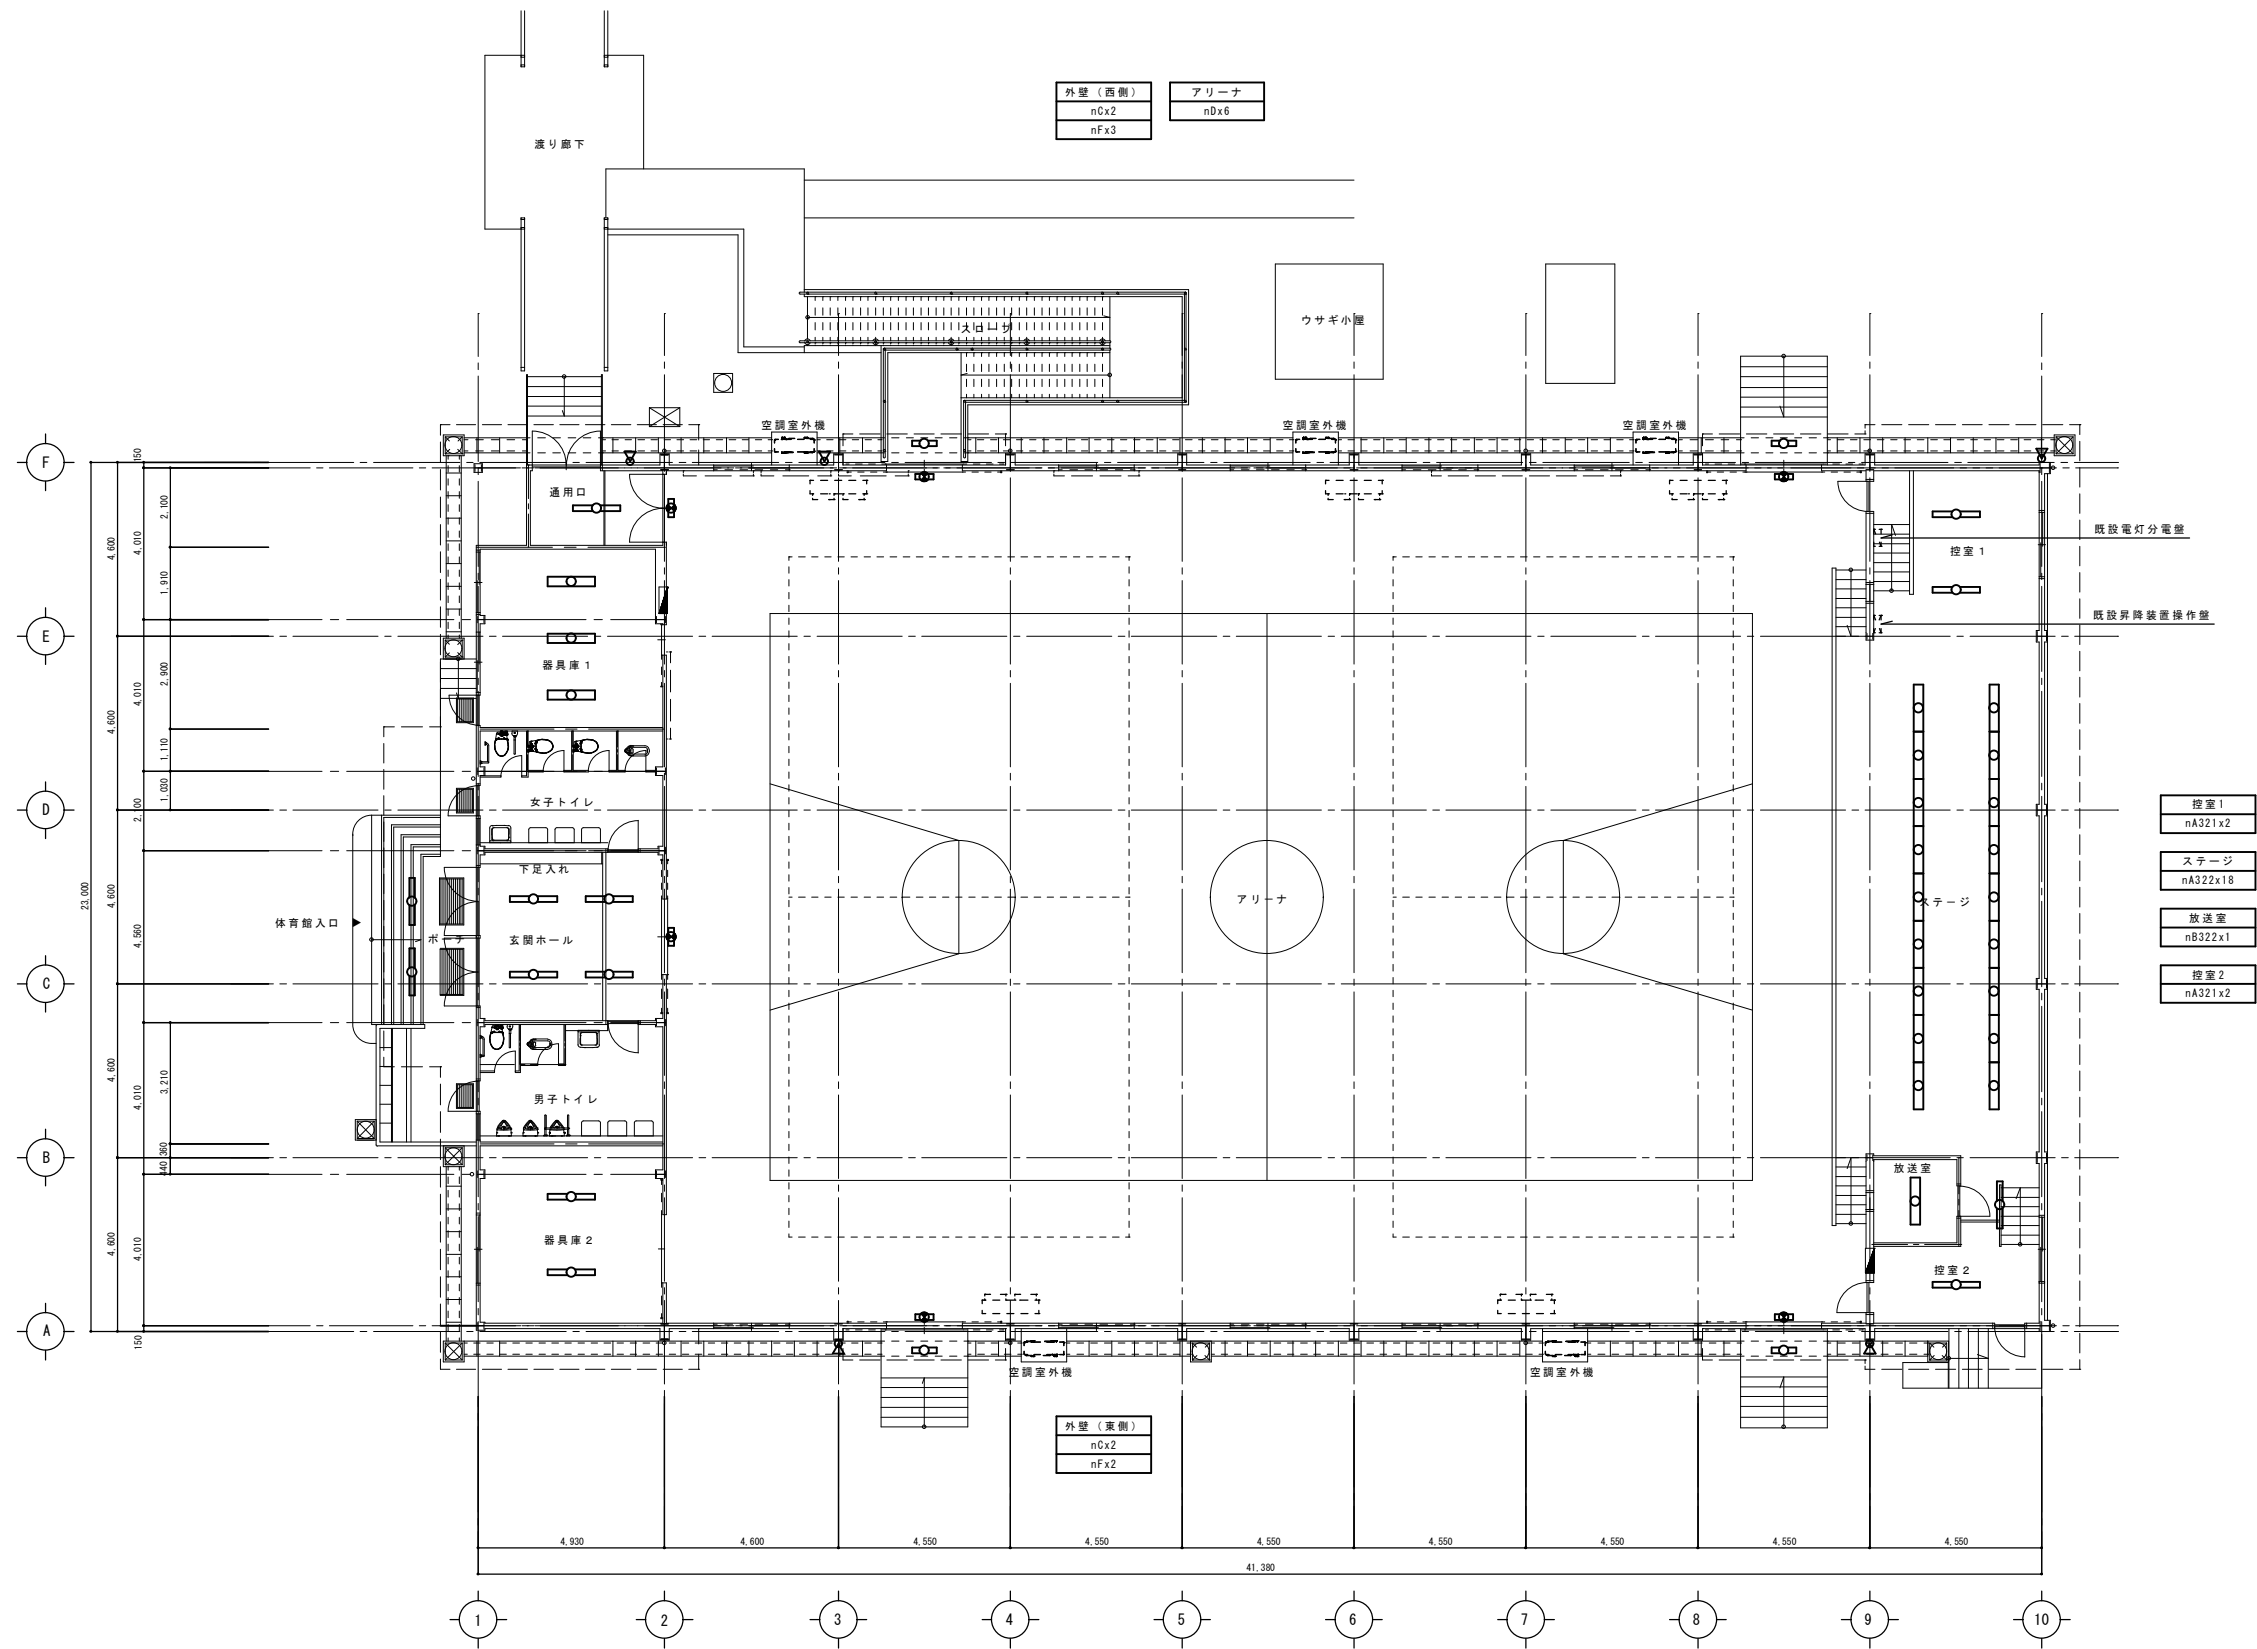 外壁（西側）
nCx2
nFx3
アリーナ
nDx6
渡り廊下
スロープ
ウサギ小屋
空調室外機
空調室外機
空調室外機
F
E
D
C
B
A
150
2,100
4,010
4,600
1,910
2,900
4,010
4,600
1,110
1,030
2,100
23,000
4,600
4,560
4,600
4,010
3,210
360
440
4,600
4,010
150
通用口
器具庫1
女子トイレ
下足入れ
体育館入口
ポーチ
玄関ホール
男子トイレ
器具庫2
アリーナ
控室1
既設電灯分電盤
既設昇降装置操作盤
ステージ
放送室
控室2
控室1
nA321x2
ステージ
nA322x18
放送室
nB322x1
控室2
nA321x2
空調室外機
空調室外機
外壁（東側）
nCx2
nFx2
4,930
4,600
4,550
4,550
4,550
4,550
4,550
4,550
4,550
41,380
1
2
3
4
5
6
7
8
9
10